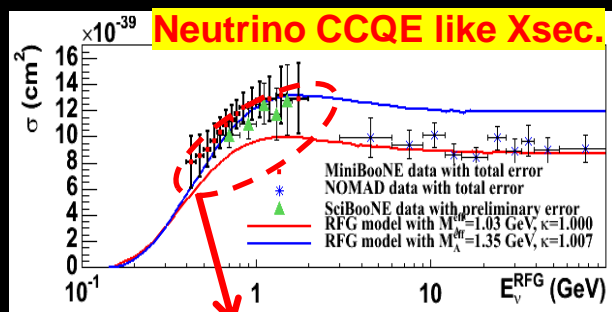 ×10⁻³⁹
Neutrino CCQE like Xsec.
σ (cm²)
16
14
12
10
8
6
4
2
0
MiniBooNE data with total error
NOMAD data with total error
SciBooNE data with preliminary error
RFG model with M_A^eff=1.03 GeV, κ=1.000
RFG model with M_A^eff=1.35 GeV, κ=1.007
10⁻¹ 1 10 E_ν^RFG (GeV)